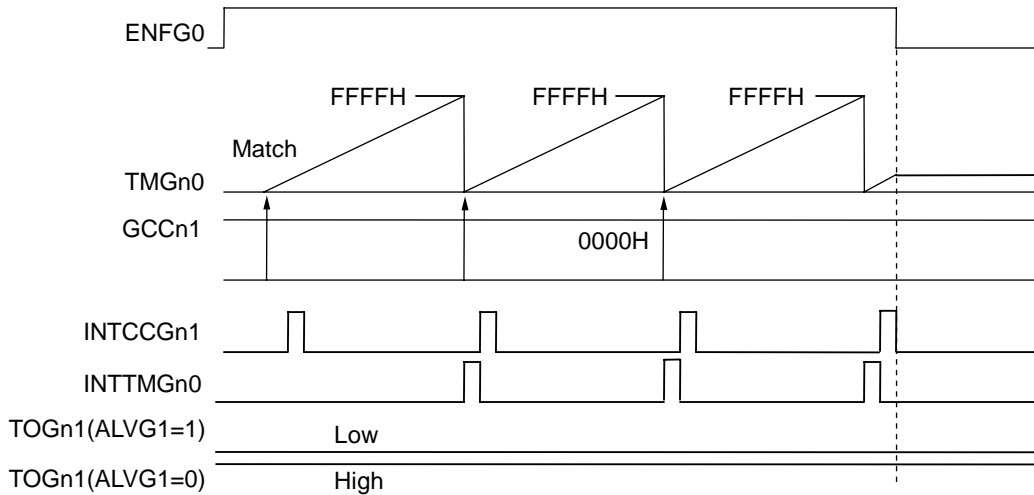 ENFG0
FFFFH FFFFH FFFFH
Match
TMGn0
GCCn1
0000H
INTCCGn1
INTTMGn0
TOGn1(ALVG1=1)
Low
TOGn1(ALVG1=0)
High